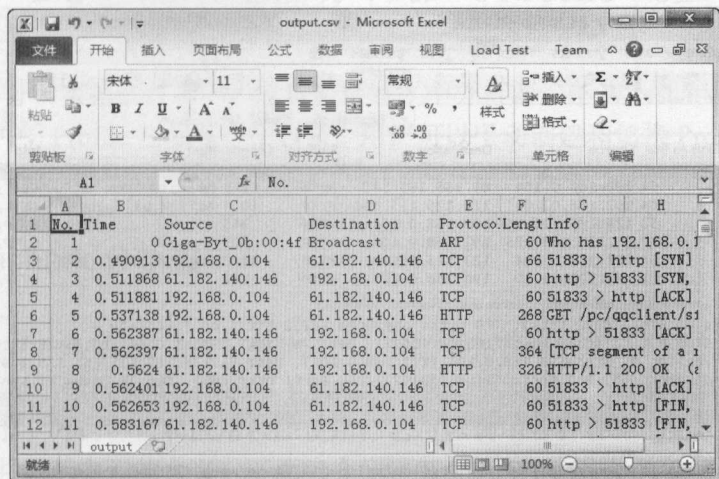 output.csv - Microsoft Excel
文件 开始 插入 页面布局 公式 数据 审阅 视图 Load Test Team
宋体 11 常规 插入 Σ
粘贴 B I U A A % , 样式 删除
A wén 格式
剪贴板 字体 对齐方式 数字 单元格 编辑
A1 fx No.
A B C D E F G H
1 No. Time Source Destination Protoco Lengt Info
2 1 0 Giga-Byt_0b:00:4f Broadcast ARP 60 Who has 192.168.0.1
3 2 0.490913 192.168.0.104 61.182.140.146 TCP 66 51833 > http [SYN]
4 3 0.511868 61.182.140.146 192.168.0.104 TCP 60 http > 51833 [SYN,
5 4 0.511881 192.168.0.104 61.182.140.146 TCP 60 51833 > http [ACK]
6 5 0.537138 192.168.0.104 61.182.140.146 HTTP 268 GET /pc/qqclient/si
7 6 0.562387 61.182.140.146 192.168.0.104 TCP 60 http > 51833 [ACK]
8 7 0.562397 61.182.140.146 192.168.0.104 TCP 364 [TCP segment of a
9 8 0.5624 61.182.140.146 192.168.0.104 HTTP 326 HTTP/1.1 200 OK
10 9 0.562401 192.168.0.104 61.182.140.146 TCP 60 51833 > http [ACK]
11 10 0.562653 192.168.0.104 61.182.140.146 TCP 60 51833 > http [FIN,
12 11 0.583167 61.182.140.146 192.168.0.104 TCP 60 http > 51833 [FIN,
output
就绪 100%